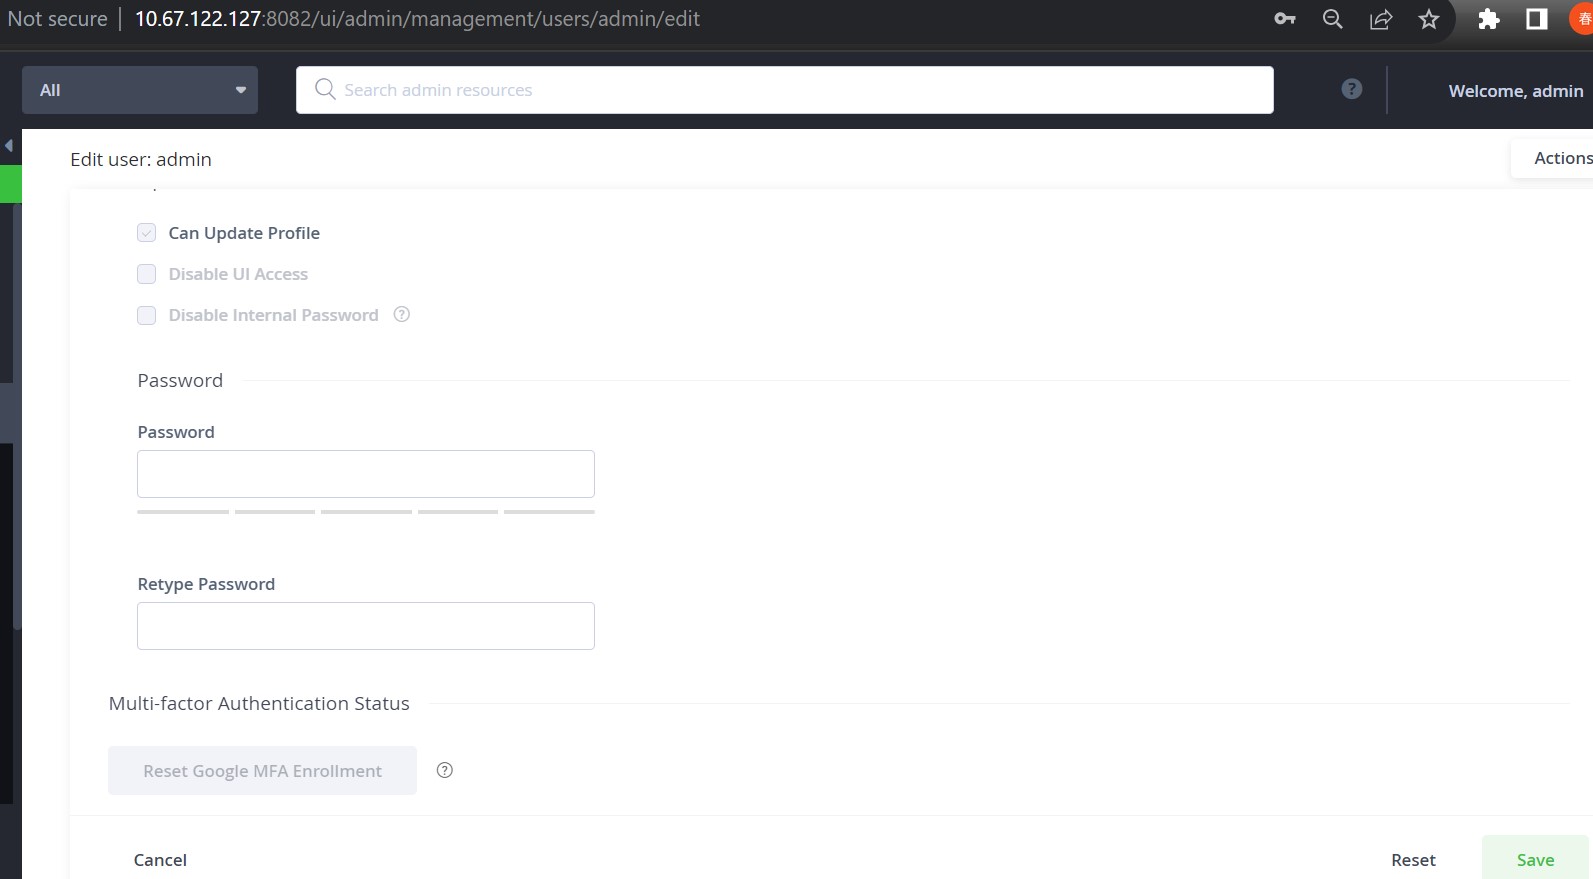 Not secure 10.67.122.127:8082/ui/admin/management/users/admin/edit 春
All Search admin resources ? Welcome, admin
Edit user: admin Actions
Can Update Profile
Disable UI Access
Disable Internal Password ?
Password
Password
Retype Password
Multi-factor Authentication Status
Reset Google MFA Enrollment ?
Cancel Reset Save